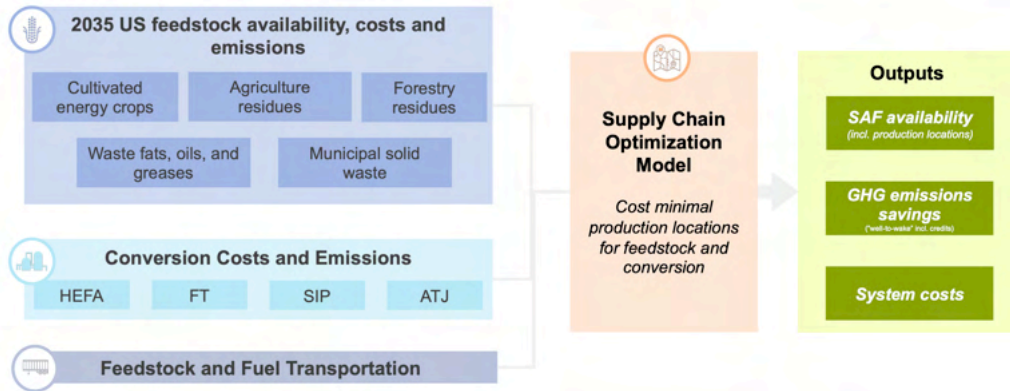 2035 US feedstock availability, costs and
emissions
Cultivated
energy crops
Agriculture
residues
Forestry
residues
Waste fats, oils, and
greases
Municipal solid
waste
Conversion Costs and Emissions
HEFA
FT
SIP
ATJ
Feedstock and Fuel Transportation
Supply Chain
Optimization
Model
Cost minimal
production locations
for feedstock and
conversion
Outputs
SAF availability
(incl. production locations)
GHG emissions
savings
("well-to-wake" incl. credits)
System costs